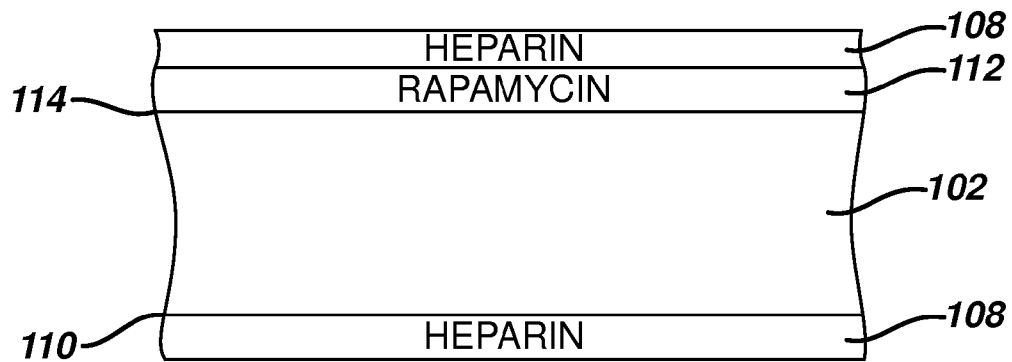 HEPARIN 108
RAPAMYCIN 112
114
102
110 HEPARIN 108